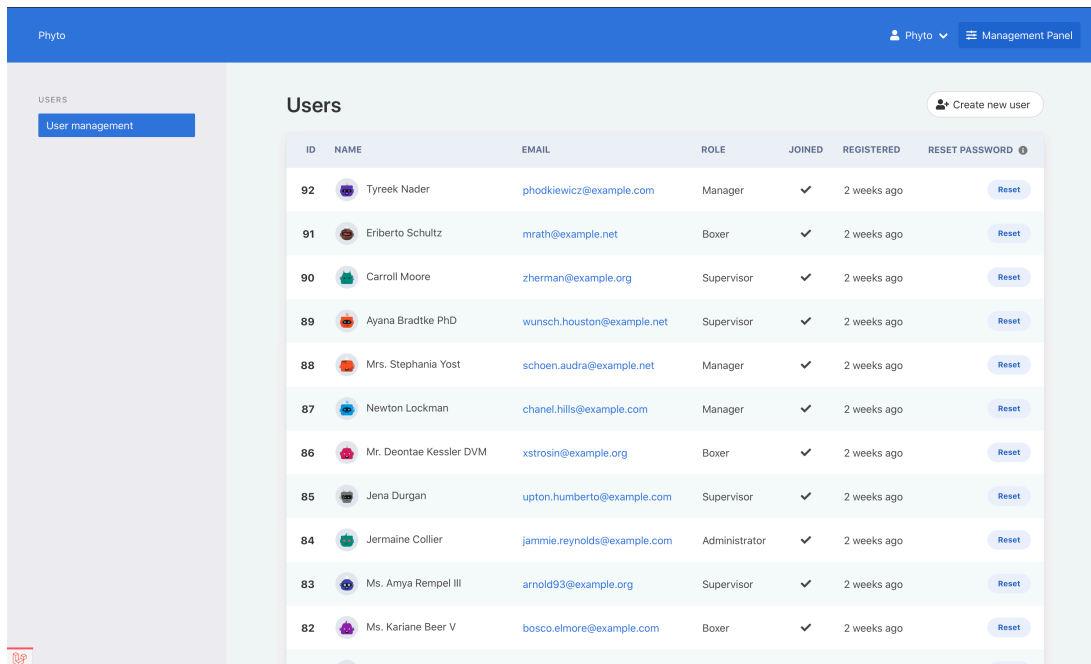 Phyto
Phyto
Management Panel
USERS
User management
Users
Create new user
ID NAME EMAIL ROLE JOINED REGISTERED RESET PASSWORD
92 Tyreek Nader phodkiewicz@example.com Manager 2 weeks ago Reset
91 Eriberto Schultz mrath@example.net Boxer 2 weeks ago Reset
90 Carroll Moore zherman@example.org Supervisor 2 weeks ago Reset
89 Ayana Bradtke PhD wunsch.houston@example.net Supervisor 2 weeks ago Reset
88 Mrs. Stephania Yost schoen.audra@example.net Manager 2 weeks ago Reset
87 Newton Lockman chanel.hills@example.com Manager 2 weeks ago Reset
86 Mr. Deontae Kessler DVM xstrosin@example.org Boxer 2 weeks ago Reset
85 Jena Durgan upton.humberto@example.com Supervisor 2 weeks ago Reset
84 Jermaine Collier jammie.reynolds@example.com Administrator 2 weeks ago Reset
83 Ms. Amya Rempel III arnold93@example.org Supervisor 2 weeks ago Reset
82 Ms. Kariane Beer V bosco.elmore@example.com Boxer 2 weeks ago Reset